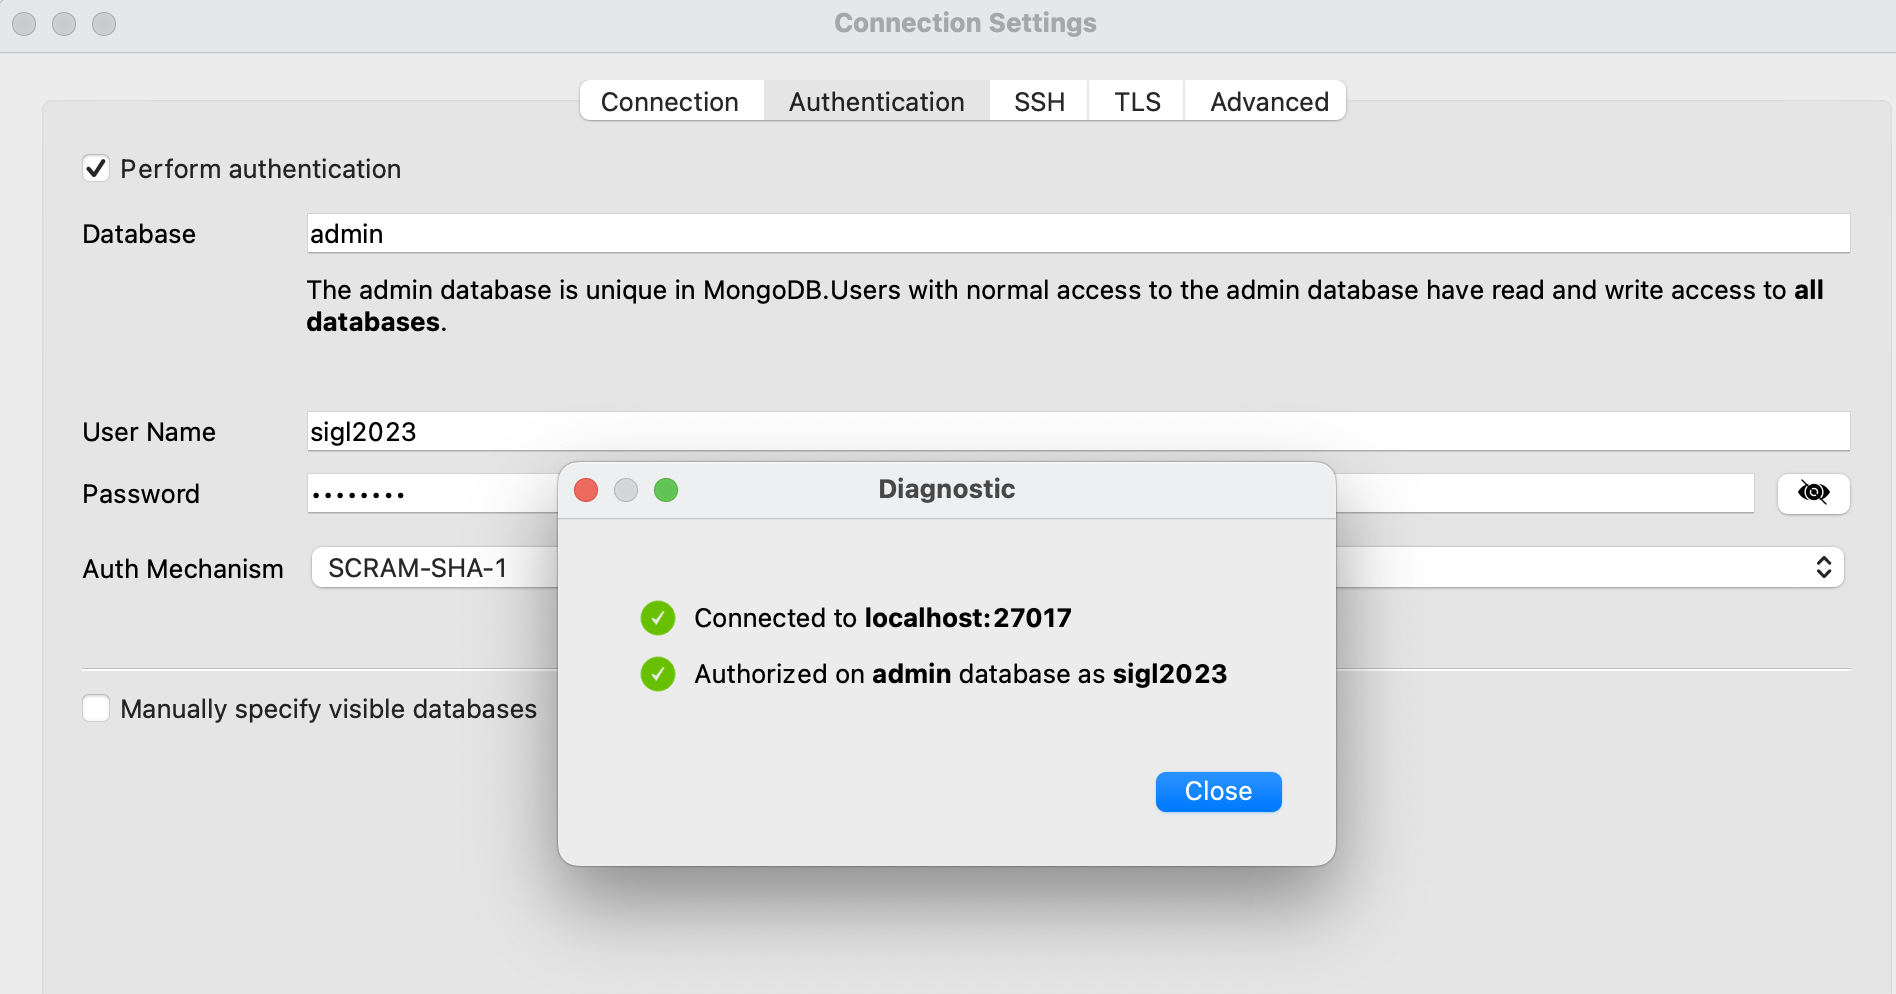 Connection Settings
Connection Authentication SSH TLS Advanced
Perform authentication
Database admin
The admin database is unique in MongoDB.Users with normal access to the admin database have read and write access to all
databases.
User Name sigl2023
Password ••••••••
Auth Mechanism SCRAM-SHA-1
Manually specify visible databases
Diagnostic
Connected to localhost:27017
Authorized on admin database as sigl2023
Close